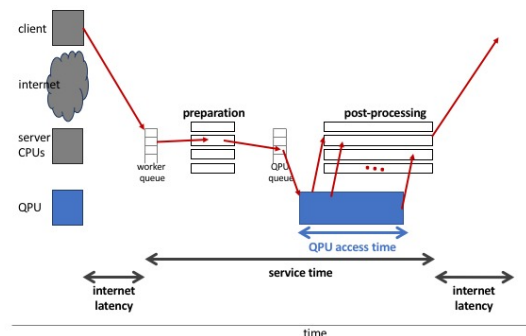 client
internet
server
CPUs
QPU
preparation
post-processing
worker
queue
QPU
queue
QPU access time
service time
internet
latency
internet
latency
time